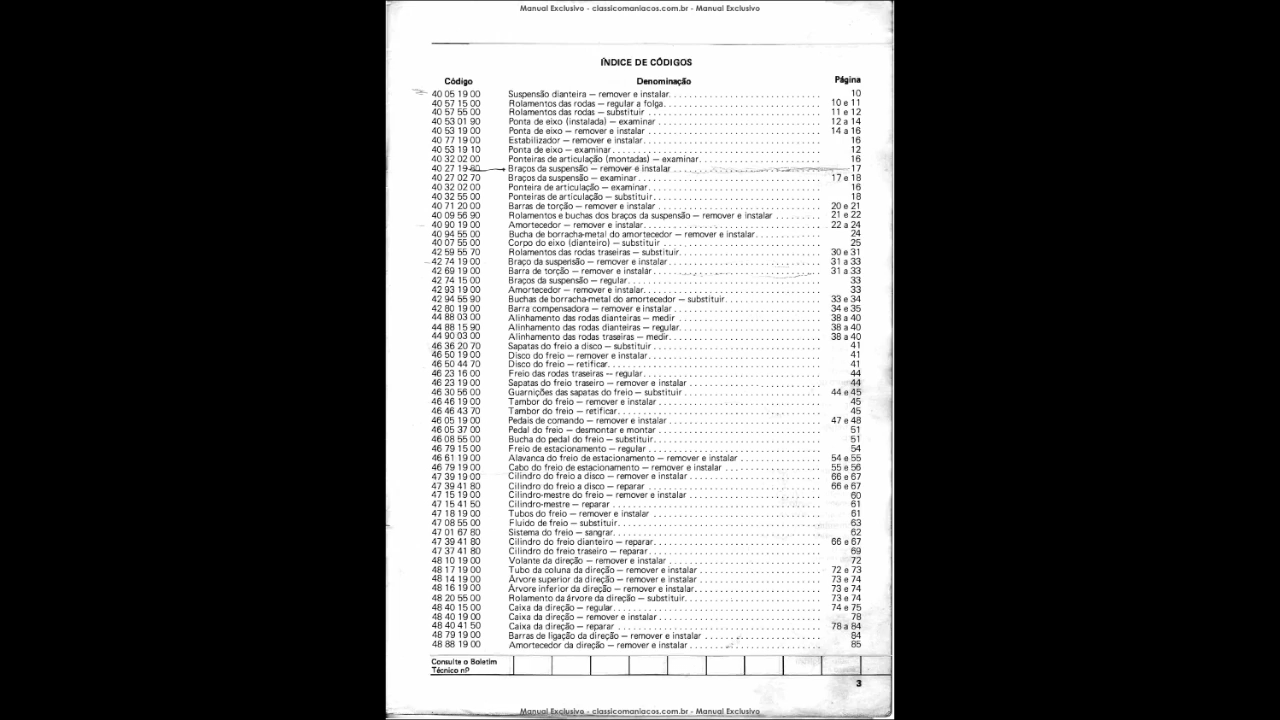 Manual Exclusivo - classicomaniacos.com.br - Manual Exclusivo
ÍNDICE DE CÓDIGOS
Código Denominação Página
40 05 19 00 Suspensão dianteira – remover e instalar. 10
40 57 15 00 Rolamentos das rodas – regular a folga. 10 e 11
40 57 55 00 Rolamentos das rodas – substituir 11 e 12
40 53 01 90 Ponta de eixo (instalada) – examinar 12 a 14
40 53 19 00 Ponta de eixo – remover e instalar 14 a 16
40 77 19 00 Estabilizador – remover e instalar. 16
40 53 19 10 Ponta de eixo – examinar. 12
40 32 02 00 Ponteiras de articulação (montadas) – examinar. 16
40 27 19 80 Braços da suspensão – remover e instalar 17
40 27 02 70 Braços da suspensão – examinar. 17 e 18
40 32 02 00 Ponteira de articulação – examinar. 16
40 32 55 00 Ponteiras de articulação – substituir 18
40 71 20 00 Barras de torção – remover e instalar 20 e 21
40 09 56 90 Rolamentos e buchas dos braços da suspensão – remover e instalar 21 e 22
40 90 19 00 Amortecedor – remover e instalar 22 a 24
40 94 55 00 Bucha de borracha-metal do amortecedor – remover e instalar. 24
40 07 55 00 Corpo do eixo (dianteiro) – substituir 25
42 59 55 70 Rolamentos das rodas traseiras – substituir. 30 e 31
42 74 19 00 Braço da suspensão – remover e instalar 31 a 33
42 69 19 00 Barra de torção – remover e instalar 31 a 33
42 74 15 00 Braços da suspensão – regular. 33
42 93 19 00 Amortecedor – remover e instalar. 33
42 94 55 90 Buchas de borracha-metal do amortecedor – substituir. 33 e 34
42 80 19 00 Barra compensadora – remover e instalar 34 e 35
44 88 03 00 Alinhamento das rodas dianteiras – medir 38 a 40
44 88 15 90 Alinhamento das rodas dianteiras – regular. 38 a 40
44 90 03 00 Alinhamento das rodas traseiras – medir. 38 a 40
46 36 20 70 Sapatas do freio a disco – substituir 41
46 50 19 00 Disco do freio – remover e instalar. 41
46 50 44 70 Disco do freio – retificar. 41
46 23 16 00 Freio das rodas traseiras – regular. 44
46 23 19 00 Sapatas do freio traseiro – remover e instalar 44
46 30 56 00 Guarnições das sapatas do freio – substituir 44 e 45
46 46 19 00 Tambor do freio – remover e instalar 45
46 46 43 70 Tambor do freio – retificar. 45
46 05 19 00 Pedais de comando – remover e instalar 47 e 48
46 05 37 00 Pedal do freio – desmontar e montar 51
46 08 55 00 Bucha do pedal do freio – substituir. 51
46 79 15 00 Freio de estacionamento – regular 54
46 61 19 00 Alavanca do freio de estacionamento – remover e instalar 54 e 55
46 79 19 00 Cabo do freio de estacionamento – remover e instalar 55 e 56
47 39 19 00 Cilindro do freio a disco – remover e instalar 66 e 67
47 39 41 80 Cilindro do freio a disco – reparar 66 e 67
47 15 19 00 Cilindro-mestre do freio – remover e instalar 60
47 15 41 50 Cilindro-mestre – reparar 61
47 18 19 00 Tubos do freio – remover e instalar 61
47 08 55 00 Fluido de freio – substituir. 63
47 01 67 80 Sistema do freio – sangrar. 62
47 39 41 80 Cilindro do freio dianteiro – reparar. 66 e 67
47 37 41 80 Cilindro do freio traseiro – reparar. 69
48 10 19 00 Volante da direção – remover e instalar 72
48 17 19 00 Tubo da coluna da direção – remover e instalar 72 e 73
48 14 19 00 Árvore superior da direção – remover e instalar 73 e 74
48 16 19 00 Árvore inferior da direção – remover e instalar. 73 e 74
48 20 55 00 Rolamento da árvore da direção – substituir. 73 e 74
48 40 15 00 Caixa da direção – regular. 74 e 75
48 40 19 00 Caixa da direção – remover e instalar 78
48 40 41 50 Caixa da direção – reparar 78 a 84
48 79 19 00 Barras de ligação da direção – remover e instalar 84
48 88 19 00 Amortecedor da direção – remover e instalar 85
Consulte o Boletim
Técnico nº
3
Manual Exclusivo - classicomaniacos.com.br - Manual Exclusivo